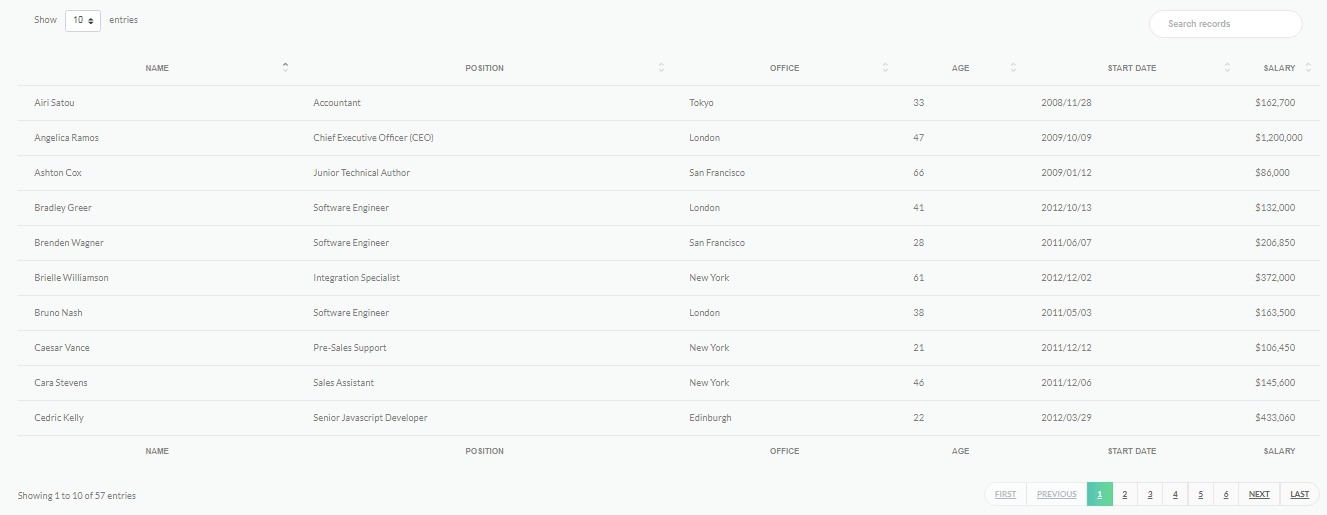 Show 10 entries Search records
NAME POSITION OFFICE AGE START DATE SALARY
Airi Satou Accountant Tokyo 33 2008/11/28 $162,700
Angelica Ramos Chief Executive Officer (CEO) London 47 2009/10/09 $1,200,000
Ashton Cox Junior Technical Author San Francisco 66 2009/01/12 $86,000
Bradley Greer Software Engineer London 41 2012/10/13 $132,000
Brenden Wagner Software Engineer San Francisco 28 2011/06/07 $206,850
Brielle Williamson Integration Specialist New York 61 2012/12/02 $372,000
Bruno Nash Software Engineer London 38 2011/05/03 $163,500
Caesar Vance Pre-Sales Support New York 21 2011/12/12 $106,450
Cara Stevens Sales Assistant New York 46 2011/12/06 $145,600
Cedric Kelly Senior Javascript Developer Edinburgh 22 2012/03/29 $433,060
NAME POSITION OFFICE AGE START DATE SALARY
Showing 1 to 10 of 57 entries FIRST PREVIOUS 1 2 3 4 5 6 NEXT LAST